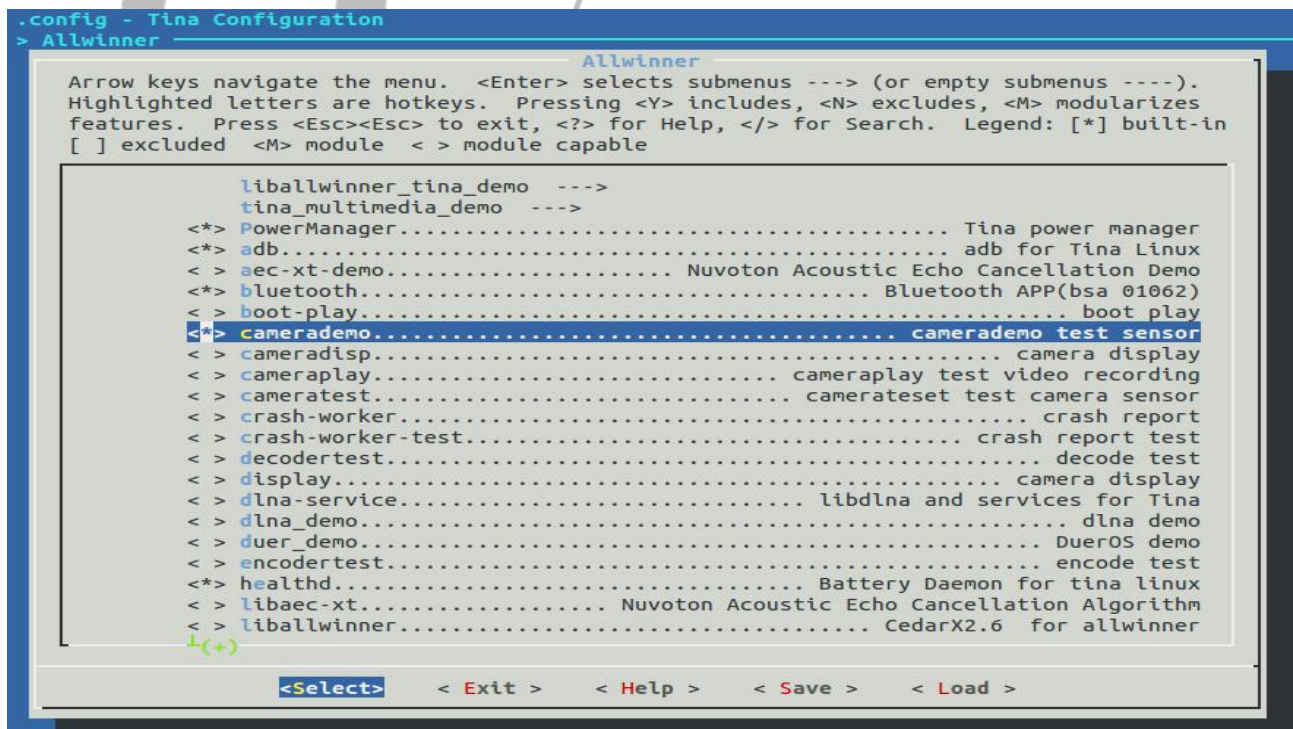 .config - Tina Configuration
> Allwinner
Allwinner
Arrow keys navigate the menu.  <Enter> selects submenus ---> (or empty submenus ----).
Highlighted letters are hotkeys.  Pressing <Y> includes, <N> excludes, <M> modularizes
features.  Press <Esc><Esc> to exit, <?> for Help, </> for Search.  Legend: [*] built-in
[ ] excluded  <M> module  < > module capable
liballwinner_tina_demo  --->
tina_multimedia_demo  --->
<*> PowerManager.......................................... Tina power manager
<*> adb................................................... adb for Tina Linux
< > aec-xt-demo...................... Nuvoton Acoustic Echo Cancellation Demo
<*> bluetooth....................................... Bluetooth APP(bsa 01062)
< > boot-play...................................................... boot play
<*> camerademo........................................ camerademo test sensor
< > cameradisp................................................ camera display
< > cameraplay............................... cameraplay test video recording
< > cameratest................................ camerateset test camera sensor
< > crash-worker................................................ crash report
< > crash-worker-test...................................... crash report test
< > decodertest.................................................. decode test
< > display................................................... camera display
< > dlna-service............................... libdlna and services for Tina
< > dlna_demo...................................................... dlna demo
< > duer_demo.................................................... DuerOS demo
< > encodertest.................................................. encode test
<*> healthd.................................... Battery Daemon for tina linux
< > libaec-xt................... Nuvoton Acoustic Echo Cancellation Algorithm
< > liballwinner.................................... CedarX2.6  for allwinner
┴(+)
<Select>    < Exit >    < Help >    < Save >    < Load >